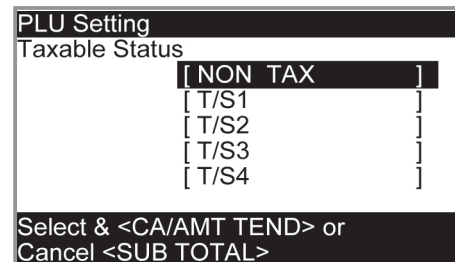 PLU Setting
Taxable Status
[ NON TAX ]
[ T/S1 ]
[ T/S2 ]
[ T/S3 ]
[ T/S4 ]
Select & <CA/AMT TEND> or
Cancel <SUB TOTAL>